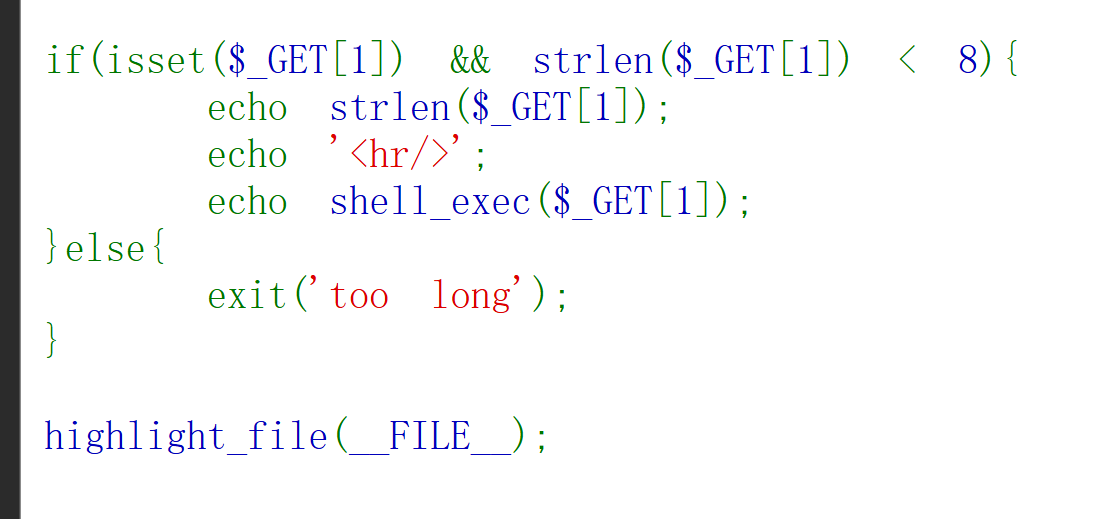 if(isset($_GET[1]) && strlen($_GET[1]) < 8){
echo strlen($_GET[1]);
echo '<hr/>';
echo shell_exec($_GET[1]);
}else{
exit('too long');
}
highlight_file(__FILE__);